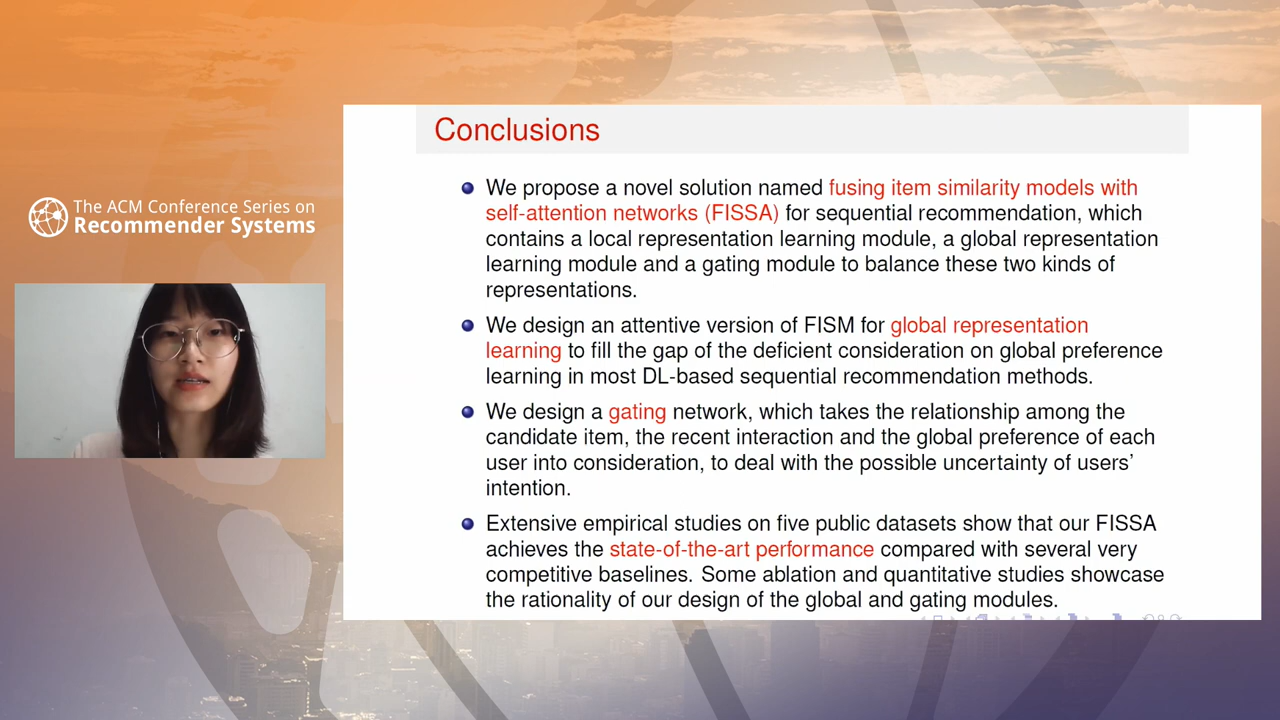 The ACM Conference Series on
Recommender Systems
Conclusions
We propose a novel solution named fusing item similarity models with
self-attention networks (FISSA) for sequential recommendation, which
contains a local representation learning module, a global representation
learning module and a gating module to balance these two kinds of
representations.
We design an attentive version of FISM for global representation
learning to fill the gap of the deficient consideration on global preference
learning in most DL-based sequential recommendation methods.
We design a gating network, which takes the relationship among the
candidate item, the recent interaction and the global preference of each
user into consideration, to deal with the possible uncertainty of users'
intention.
Extensive empirical studies on five public datasets show that our FISSA
achieves the state-of-the-art performance compared with several very
competitive baselines. Some ablation and quantitative studies showcase
the rationality of our design of the global and gating modules.